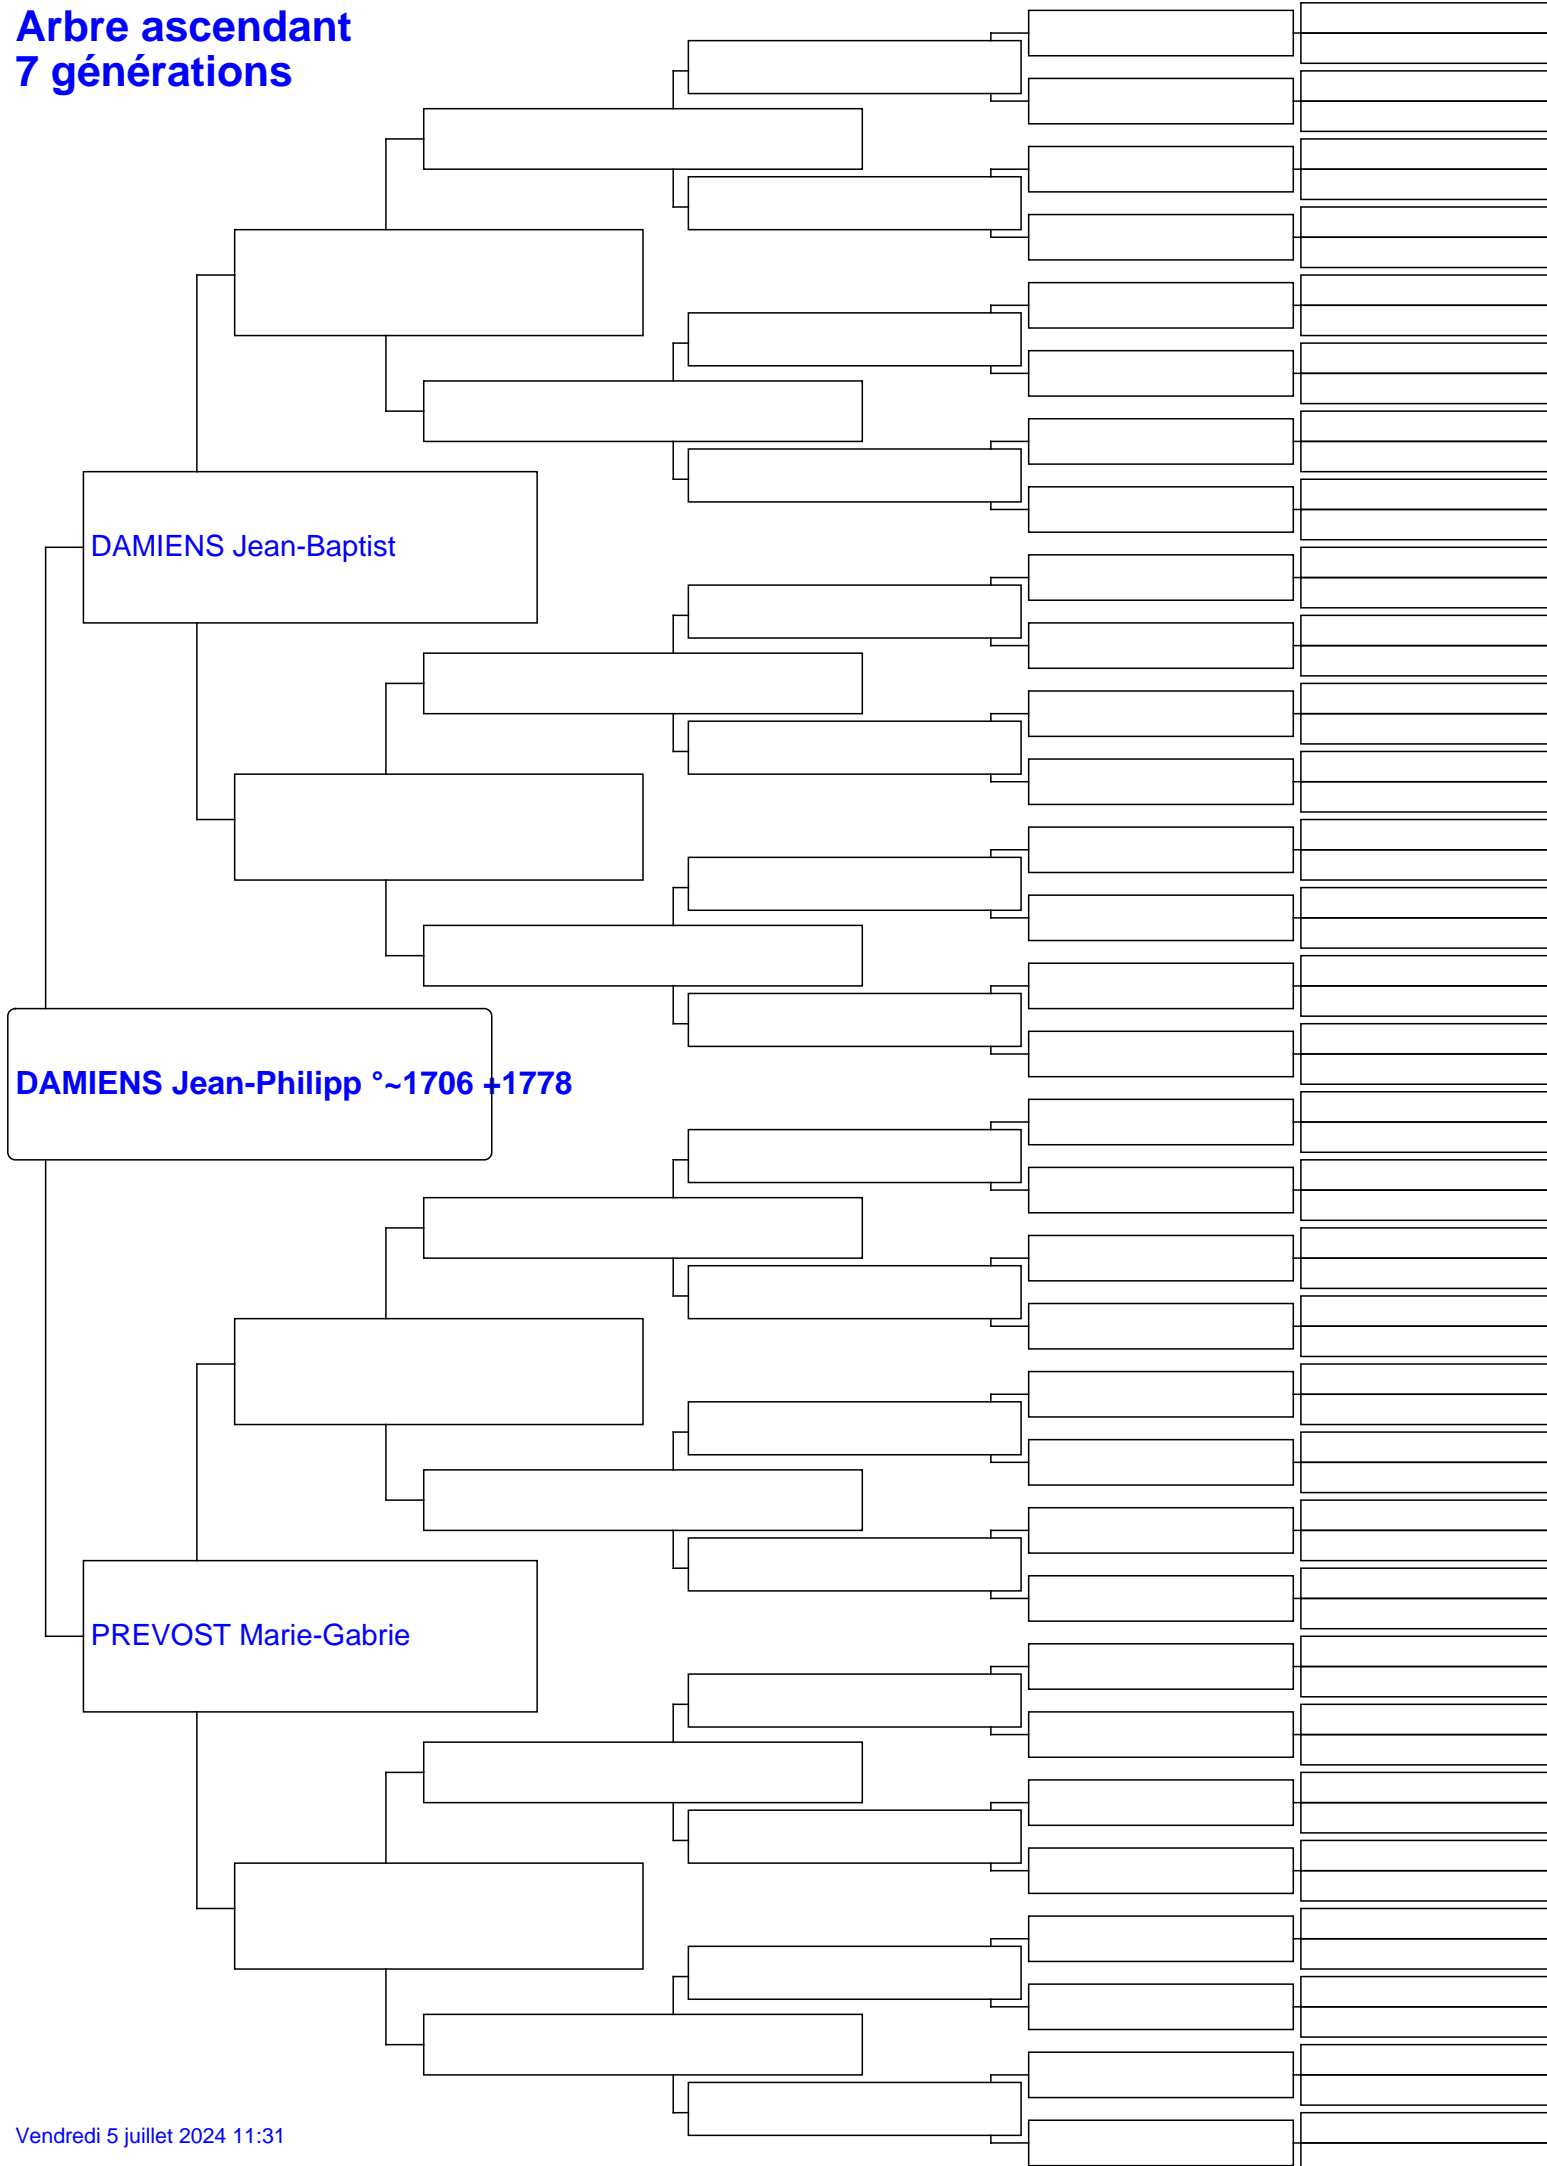 Arbre ascendant
7 générations
DAMIENS Jean-Baptist
DAMIENS Jean-Philipp °~1706 +1778
PREVOST Marie-Gabrie
Vendredi 5 juillet 2024 11:31